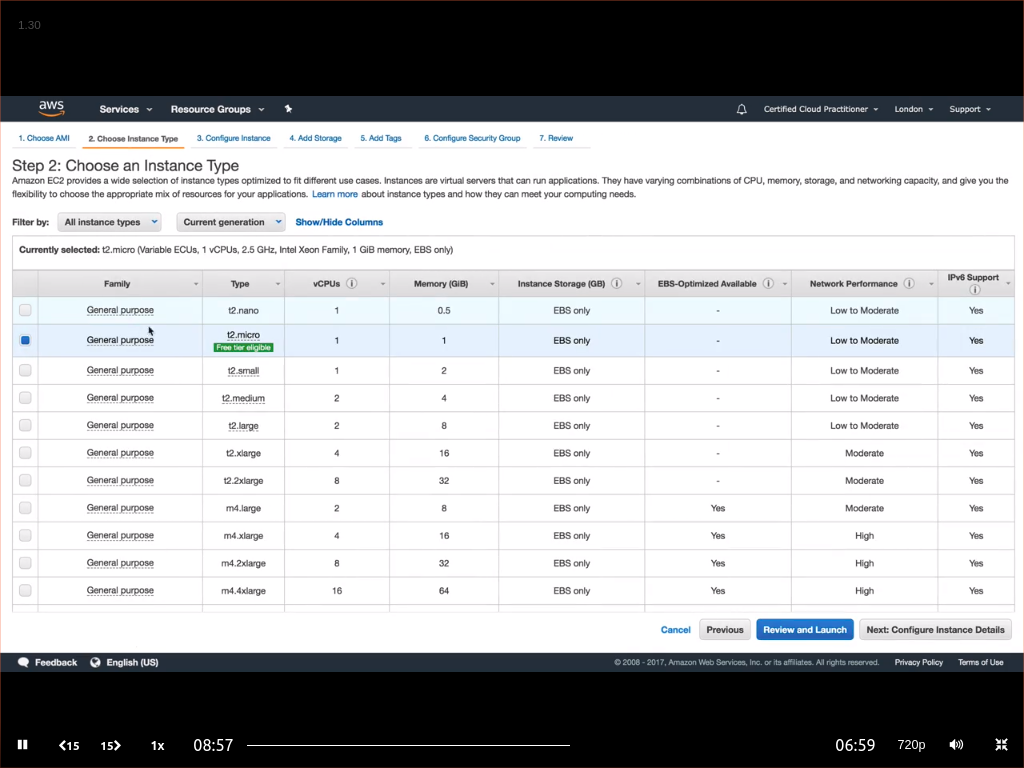 1.30
aws Services Resource Groups Certified Cloud Practitioner London Support
1. Choose AMI 2. Choose Instance Type 3. Configure Instance 4. Add Storage 5. Add Tags 6. Configure Security Group 7. Review
Step 2: Choose an Instance Type
Amazon EC2 provides a wide selection of instance types optimized to fit different use cases. Instances are virtual servers that can run applications. They have varying combinations of CPU, memory, storage, and networking capacity, and give you the
flexibility to choose the appropriate mix of resources for your applications. Learn more about instance types and how they can meet your computing needs.
Filter by: All instance types Current generation Show/Hide Columns
Currently selected: t2.micro (Variable ECUs, 1 vCPUs, 2.5 GHz, Intel Xeon Family, 1 GiB memory, EBS only)
Family Type vCPUs Memory (GiB) Instance Storage (GB) EBS-Optimized Available Network Performance IPv6 Support
General purpose t2.nano 1 0.5 EBS only - Low to Moderate Yes
General purpose t2.micro Free tier eligible 1 1 EBS only - Low to Moderate Yes
General purpose t2.small 1 2 EBS only - Low to Moderate Yes
General purpose t2.medium 2 4 EBS only - Low to Moderate Yes
General purpose t2.large 2 8 EBS only - Low to Moderate Yes
General purpose t2.xlarge 4 16 EBS only - Moderate Yes
General purpose t2.2xlarge 8 32 EBS only - Moderate Yes
General purpose m4.large 2 8 EBS only Yes Moderate Yes
General purpose m4.xlarge 4 16 EBS only Yes High Yes
General purpose m4.2xlarge 8 32 EBS only Yes High Yes
General purpose m4.4xlarge 16 64 EBS only Yes High Yes
Cancel Previous Review and Launch Next: Configure Instance Details
Feedback English (US) © 2008 - 2017, Amazon Web Services, Inc. or its affiliates. All rights reserved. Privacy Policy Terms of Use
15 15 1x 08:57 06:59 720p